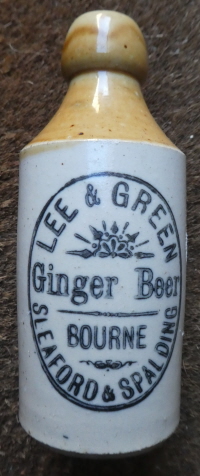 LEE & GREEN
Ginger Beer
BOURNE
SLEAFORD & SPALDING